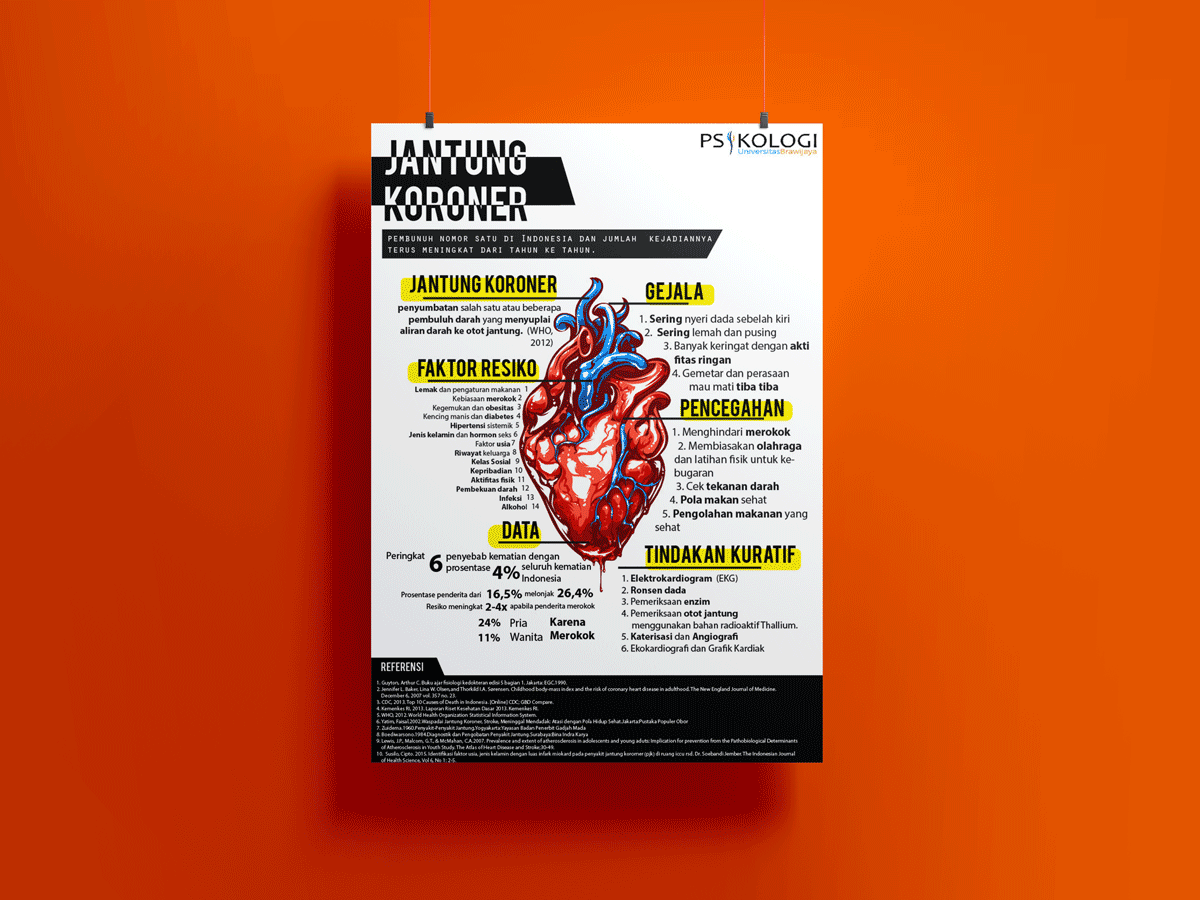 JANTUNG
KORONER
PSIKOLOGI
UniversitasBrawijaya
PEMBUNUH NOMOR SATU DI INDONESIA DAN JUMLAH KEJADIANNYA
TERUS MENINGKAT DARI TAHUN KE TAHUN.
JANTUNG KORONER
penyumbatan salah satu atau beberapa
pembuluh darah yang menyuplai
aliran darah ke otot jantung. (WHO,
2012)
FAKTOR RESIKO
Lemak dan pengaturan makanan 1
Kebiasaan merokok 2
Kegemukan dan obesitas 3
Kencing manis dan diabetes 4
Hipertensi sistemik 5
Jenis kelamin dan hormon seks 6
Faktor usia 7
Riwayat keluarga 8
Kelas Sosial 9
Kepribadian 10
Aktifitas fisik 11
Pembekuan darah 12
Infeksi 13
Alkohol 14
DATA
Peringkat 6 penyebab kematian dengan
prosentase 4% seluruh kematian
Indonesia
Prosentase penderita dari 16,5% melonjak 26,4%
Resiko meningkat 2-4x apabila penderita merokok
24% Pria Karena
11% Wanita Merokok
GEJALA
1. Sering nyeri dada sebelah kiri
2. Sering lemah dan pusing
3. Banyak keringat dengan akti
fitas ringan
4. Gemetar dan perasaan
mau mati tiba tiba
PENCEGAHAN
1. Menghindari merokok
2. Membiasakan olahraga
dan latihan fisik untuk ke-
bugaran
3. Cek tekanan darah
4. Pola makan sehat
5. Pengolahan makanan yang
sehat
TINDAKAN KURATIF
1. Elektrokardiogram (EKG)
2. Ronsen dada
3. Pemeriksaan enzim
4. Pemeriksaan otot jantung
menggunakan bahan radioaktif Thallium.
5. Katerisasi dan Angiografi
6. Ekokardiografi dan Grafik Kardiak
REFERENSI
1. Guyton, Arthur C. Buku ajar fisiologi kedokteran edisi 5 bagian 1. Jakarta: EGC,1990.
2. Jennifer L. Baker, Lina W. Olsen,and Thorkild I.A. Sørensen, Childhood body-mass index and the risk of coronary heart disease in adulthood. The New England Journal of Medicine.
December 6, 2007 vol. 357 no. 23.
3. CDC, 2013. Top 10 Causes of Death in Indonesia. (Online) CDC: GBD Compare.
4. Kemenkes RI, 2013. Laporan Riset Kesehatan Dasar 2013. Kemenkes RI.
5. WHO, 2012. World Health Organization Statistical Information System.
6. Yatim, Faisal.2002.Waspadai Jantung Koroner, Stroke, Meninggal Mendadak: Atasi dengan Pola Hidup Sehat.Jakarta:Pustaka Populer Obor
7. Zuidema.1960.Penyakit-Penyakit Jantung.Yogyakarta:Yayasan Badan Penerbit Gadjah Mada
8. Boedwarsono.1984.Diagnostik dan Pengobatan Penyakit Jantung.Surabaya:Bina Indra Karya
9. Lewis, J.P., Malcom, G.T., & McMahan, C.A.2007. Prevalence and extent of atherosclerosis in adolescents and young aduts: Implication for prevention from the Pathobiological Determinants
of Atherosclerosis in Youth Study. The Atlas of Heart Disease and Stroke:30-49.
10. Susilo, Cipto. 2015. Identifikasi faktor usia, jenis kelamin dengan luas infark miokard pada penyakit jantung koromer (pjk) di ruang iccu rsd. Dr. Soebandi Jember. The Indonesian Journal
of Health Science, Vol 6, No 1; 2-5.